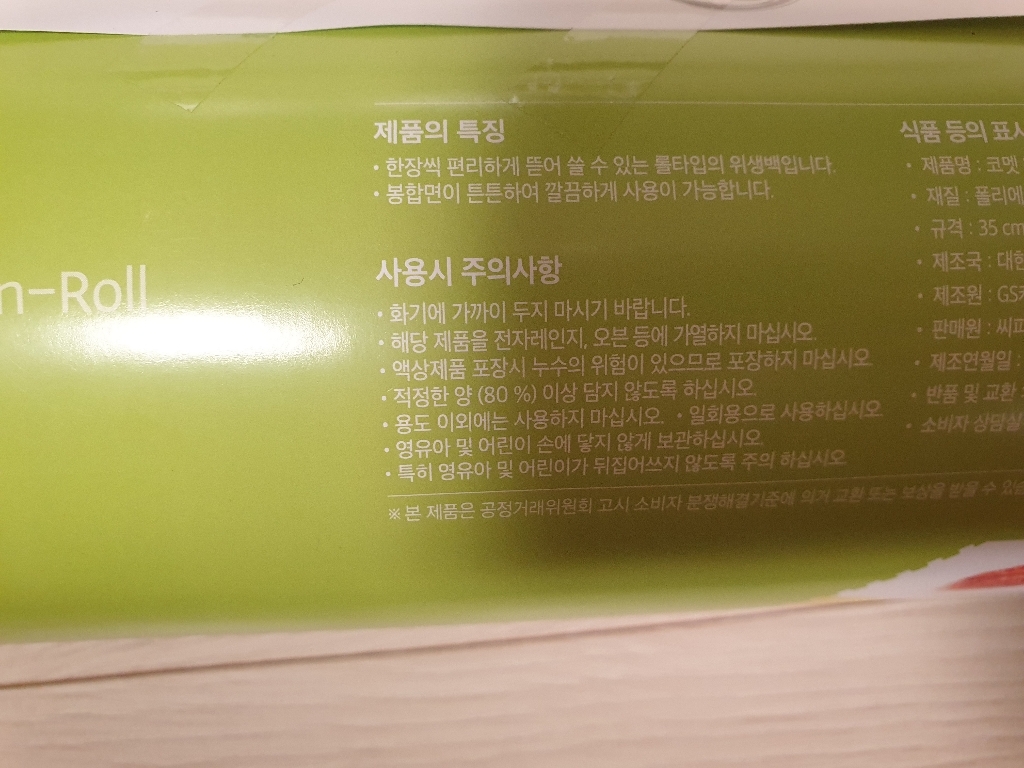 n-Roll
제품의 특징
• 한장씩 편리하게 뜯어 쓸 수 있는 롤타입의 위생백입니다.
• 봉합면이 튼튼하여 깔끔하게 사용이 가능합니다.
사용시 주의사항
• 화기에 가까이 두지 마시기 바랍니다.
• 해당 제품을 전자레인지, 오븐 등에 가열하지 마십시오.
• 액상제품 포장시 누수의 위험이 있으므로 포장하지 마십시오
• 적정한 양 (80 %) 이상 담지 않도록 하십시오
• 용도 이외에는 사용하지 마십시오. • 일회용으로 사용하십시오
• 영유아 및 어린이 손에 닿지 않게 보관하십시오
• 특히 영유아 및 어린이가 뒤집어쓰지 않도록 주의 하십시오
※ 본 제품은 공정거래위원회 고시 소비자 분쟁해결기준에 의거 교환 또는 보상을 받을 수
식품 등의 표시
• 제품명 : 코멧
• 재질 : 폴리에
• 규격 : 35 cm
• 제조국 : 대한
• 제조원 : GS
• 판매원 : 씨피
• 제조연월일 :
• 반품 및 교환 :
• 소비자 상담실